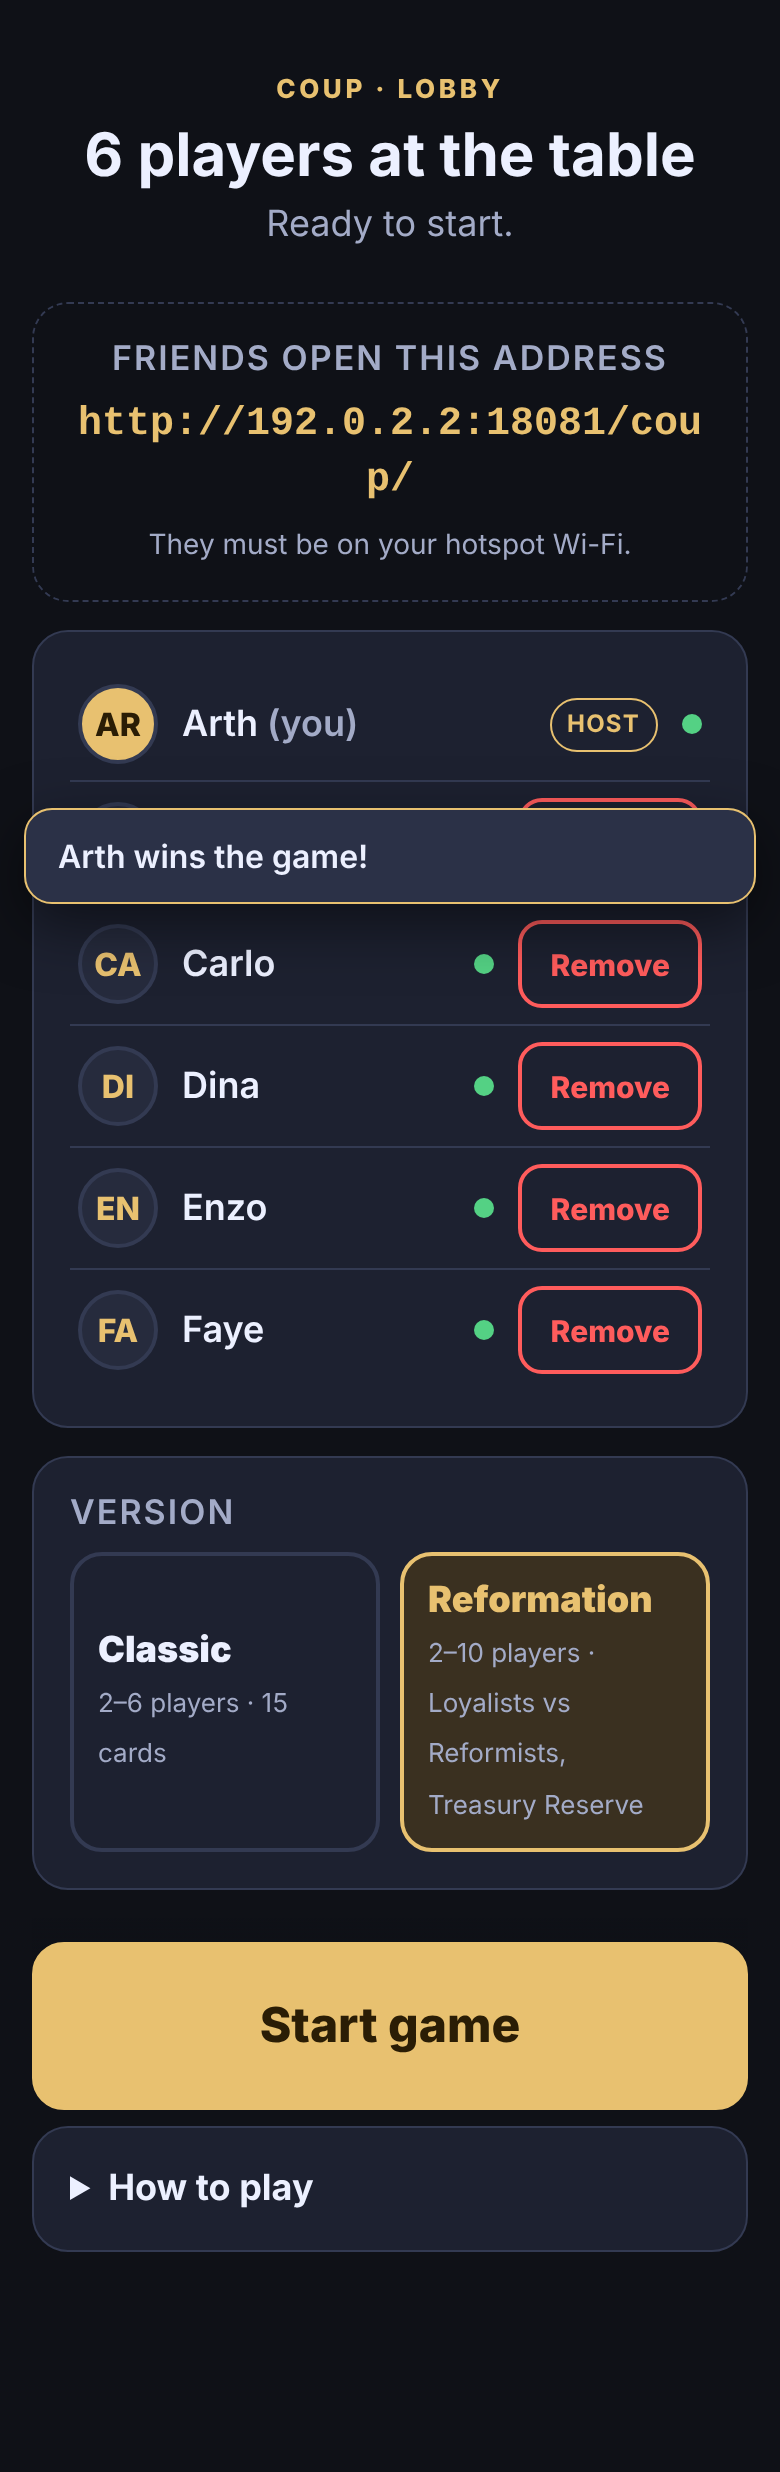 COUP · LOBBY
6 players at the table
Ready to start.
FRIENDS OPEN THIS ADDRESS
http://192.0.2.2:18081/cou
p/
They must be on your hotspot Wi-Fi.
AR Arth (you) HOST
Arth wins the game!
CA Carlo Remove
DI Dina Remove
EN Enzo Remove
FA Faye Remove
VERSION
Classic
2–6 players · 15
cards
Reformation
2–10 players ·
Loyalists vs
Reformists,
Treasury Reserve
Start game
How to play